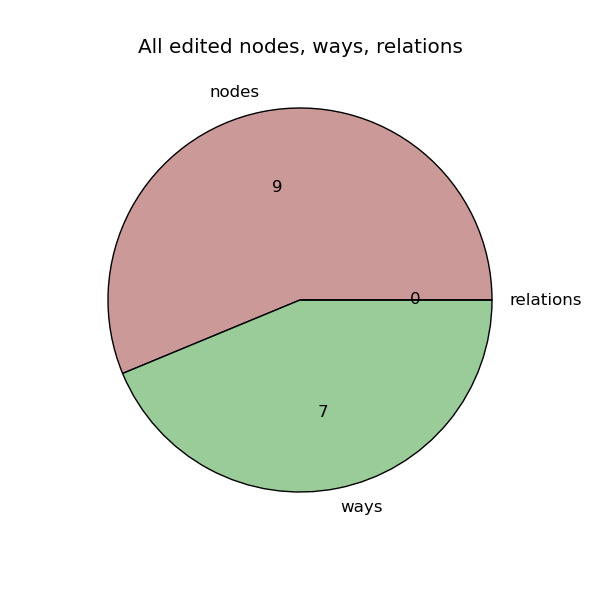 All edited nodes, ways, relations
nodes
9
0
relations
7
ways